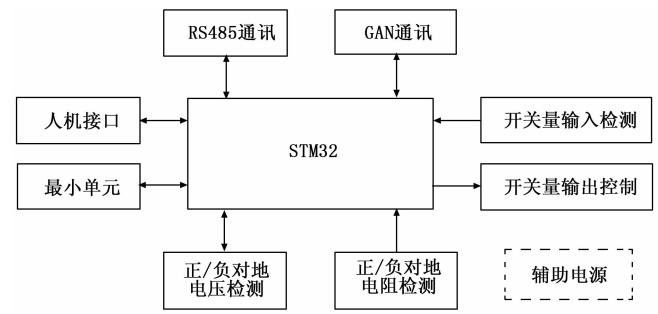 RS485通讯
GAN通讯
人机接口
STM32
开关量输入检测
最小单元
开关量输出控制
正/负对地
电压检测
正/负对地
电阻检测
辅助电源